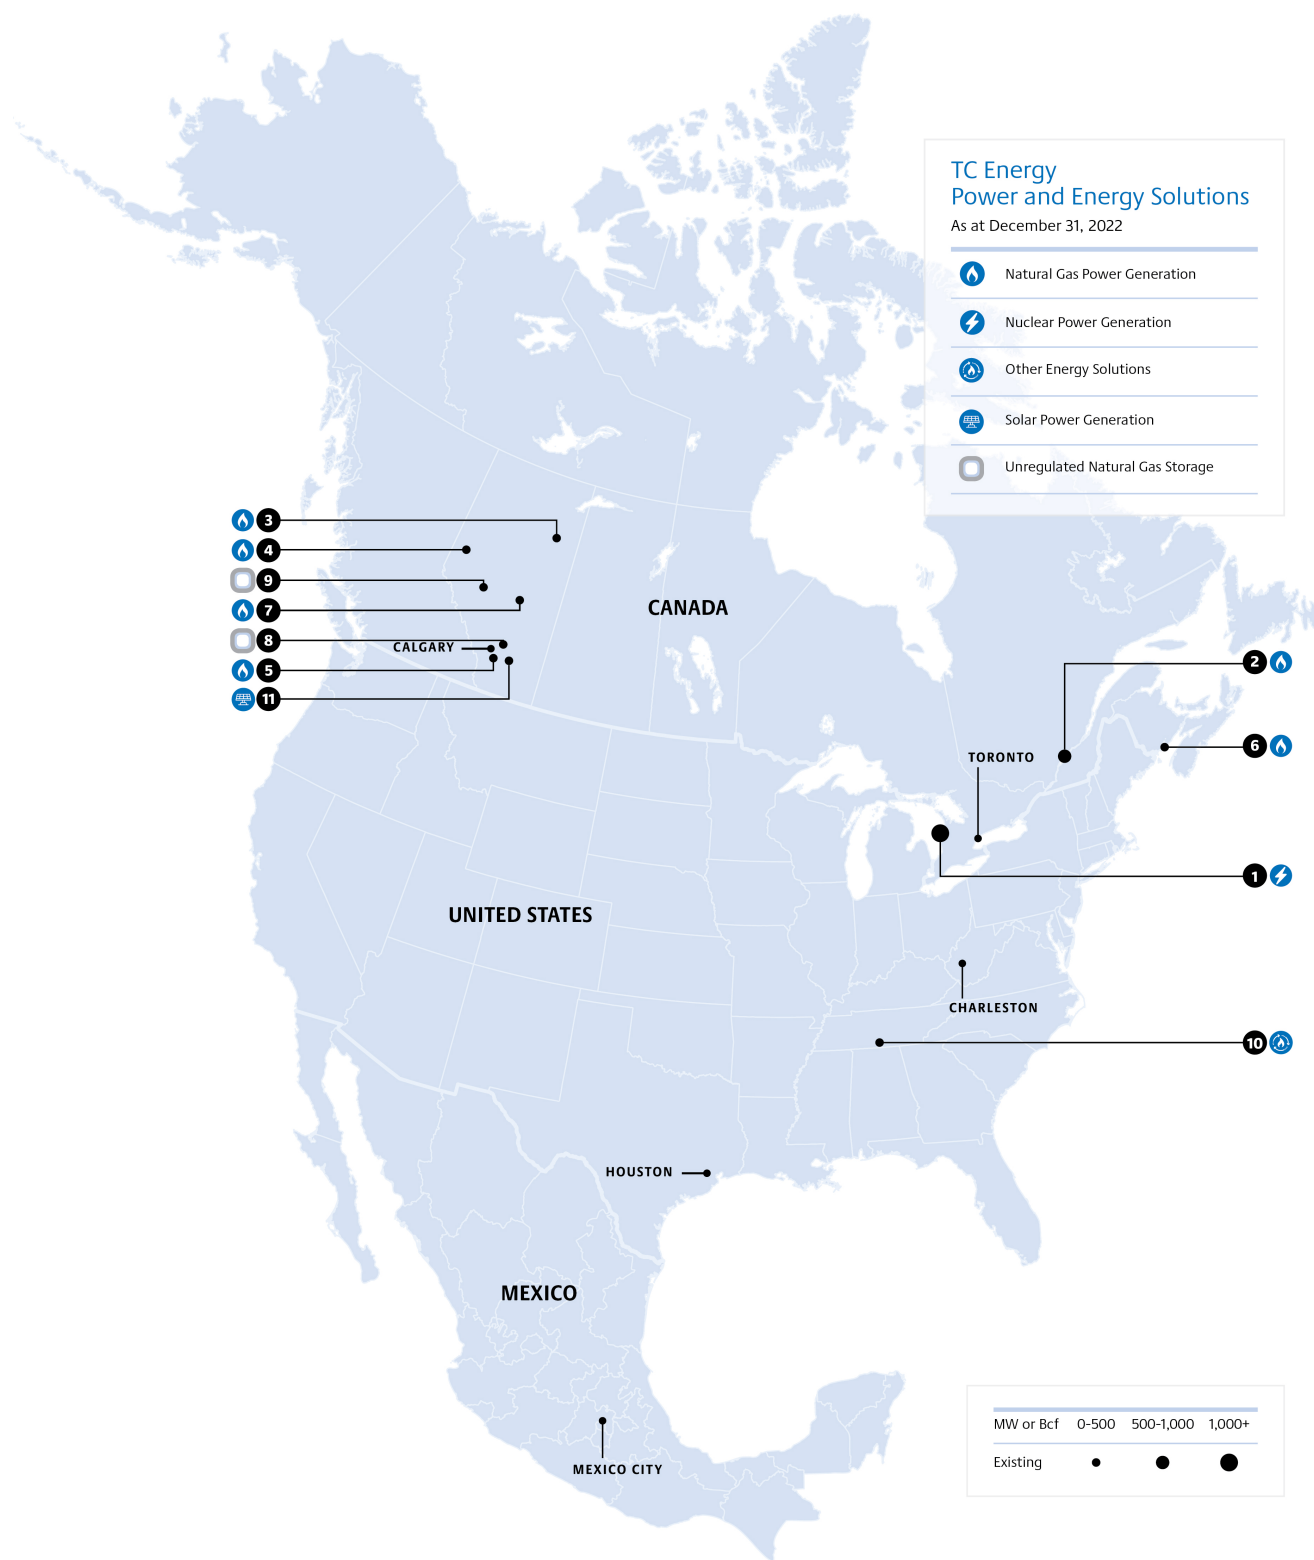 TC Energy
Power and Energy Solutions
As at December 31, 2022
Natural Gas Power Generation
Nuclear Power Generation
Other Energy Solutions
Solar Power Generation
Unregulated Natural Gas Storage
3
4
9
7
8
CALGARY
5
11
CANADA
2
6
TORONTO
1
UNITED STATES
CHARLESTON
10
HOUSTON
MEXICO
MEXICO CITY
MW or Bcf 0-500 500-1,000 1,000+
Existing